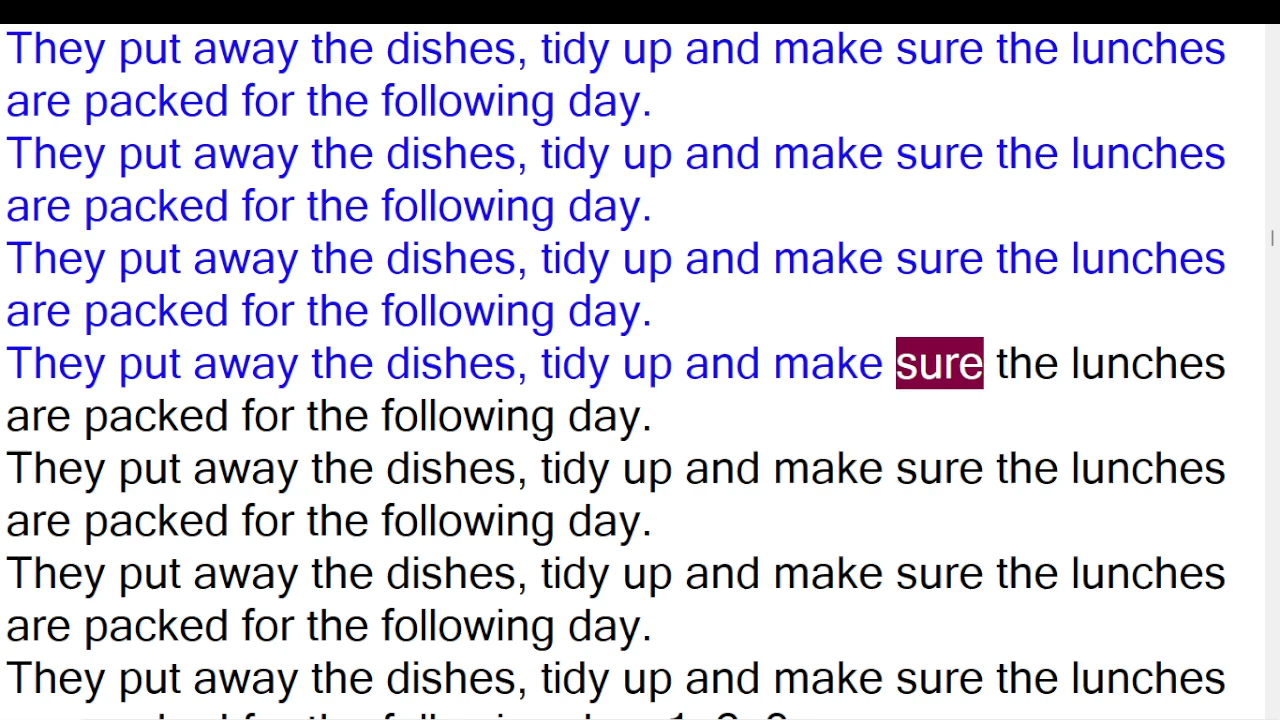 They put away the dishes, tidy up and make sure the lunches
are packed for the following day.
They put away the dishes, tidy up and make sure the lunches
are packed for the following day.
They put away the dishes, tidy up and make sure the lunches
are packed for the following day.
They put away the dishes, tidy up and make sure the lunches
are packed for the following day.
They put away the dishes, tidy up and make sure the lunches
are packed for the following day.
They put away the dishes, tidy up and make sure the lunches
are packed for the following day.
They put away the dishes, tidy up and make sure the lunches